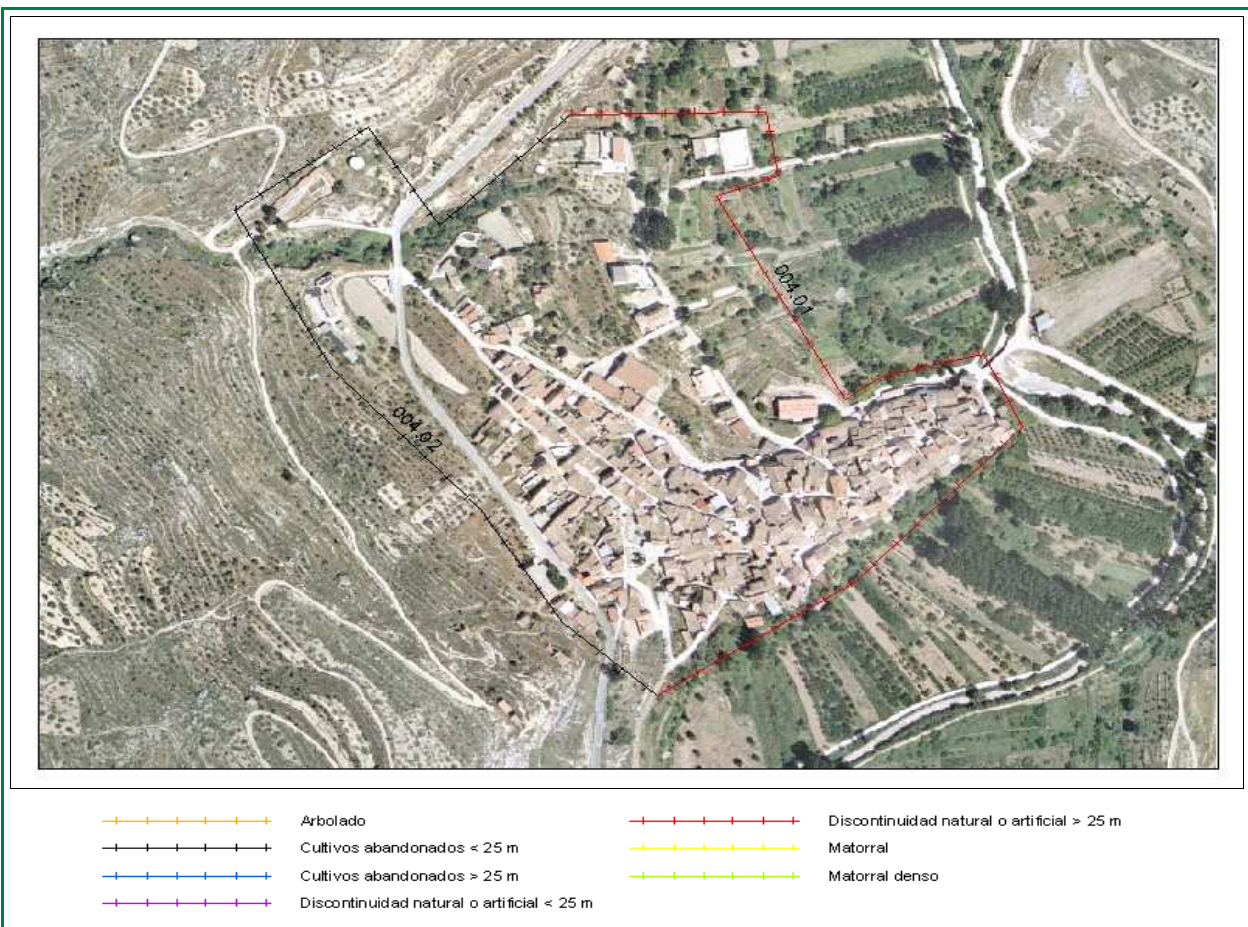 004.01
004.02
Arbolado
Cultivos abandonados < 25 m
Cultivos abandonados > 25 m
Discontinuidad natural o artificial < 25 m
Discontinuidad natural o artificial > 25 m
Matorral
Matorral denso